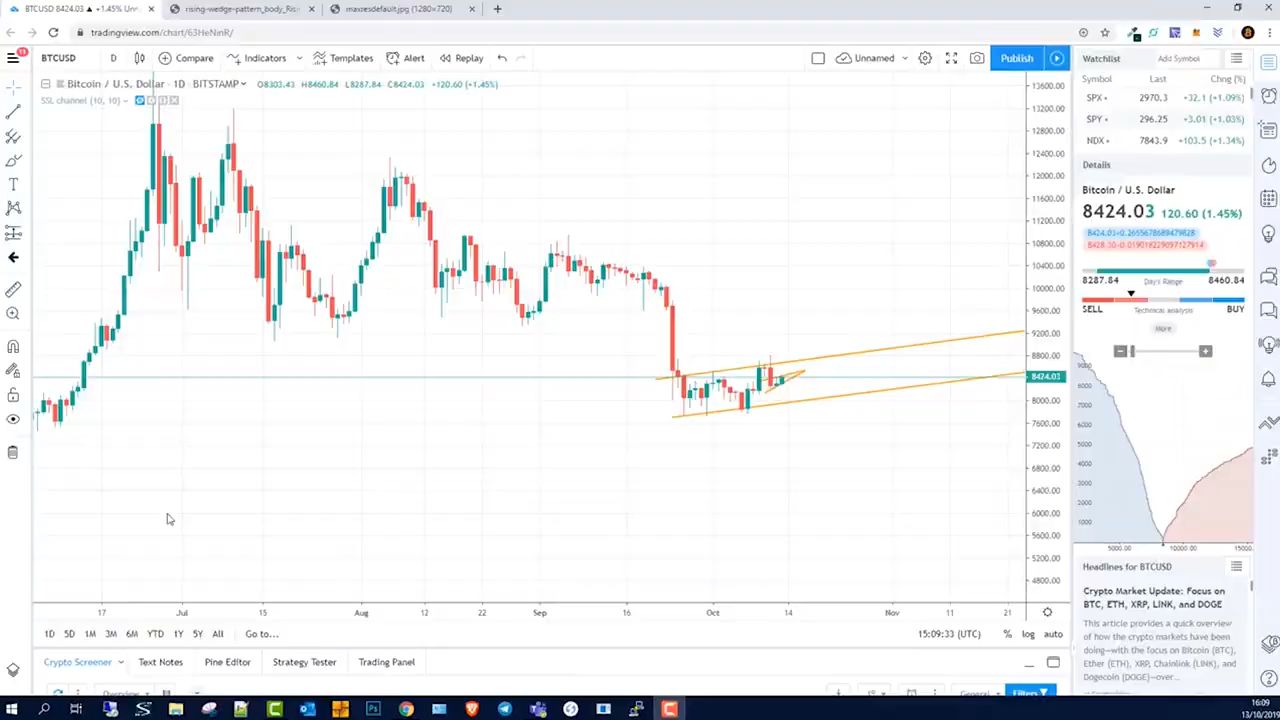 BTCUSD 8424.03 ▲ +1.45% Unn
rising-wedge-pattern_body_Ris
maxresdefault.jpg (1280×720)
tradingview.com/chart/63HeNinR/
BTCUSD
D
Compare
Indicators
Templates
Alert
Replay
Unnamed
Publish
Bitcoin / U.S. Dollar · 1D · BITSTAMP
O8303.43 H8460.84 L8287.84 C8424.03 +120.60 (+1.45%)
SSL channel (10, 10)
13600.00
13200.00
12800.00
12400.00
12000.00
11600.00
11200.00
10800.00
10400.00
10000.00
9600.00
9200.00
8800.00
8424.03
8000.00
7600.00
7200.00
6800.00
6400.00
6000.00
5600.00
5200.00
4800.00
17 Jul 15 Aug 12 22 Sep 16 Oct 14 Nov 11 21
1D 5D 1M 3M 6M YTD 1Y 5Y All Go to...
15:09:33 (UTC) % log auto
Crypto Screener Text Notes Pine Editor Strategy Tester Trading Panel
Overview
General
Filters
Watchlist
Add Symbol
Symbol Last Chng (%)
SPX 2970.3 +32.1 (+1.09%)
SPY 296.25 +3.01 (+1.03%)
NDX 7843.9 +103.5 (+1.34%)
Details
Bitcoin / U.S. Dollar
8424.03 120.60 (1.45%)
8287.84 Day's Range 8460.84
SELL Technical analysis BUY
More
9000
8000
7000
6000
5000
4000
3000
2000
1000
5000.00 10000.00 15000
Headlines for BTCUSD
Crypto Market Update: Focus on
BTC, ETH, XRP, LINK, and DOGE
This article provides a quick overview
of how the crypto markets have been
doing—with the focus on Bitcoin (BTC),
Ether (ETH), XRP, Chainlink (LINK), and
Dogecoin (DOGE)—over...
16:09
13/10/2019